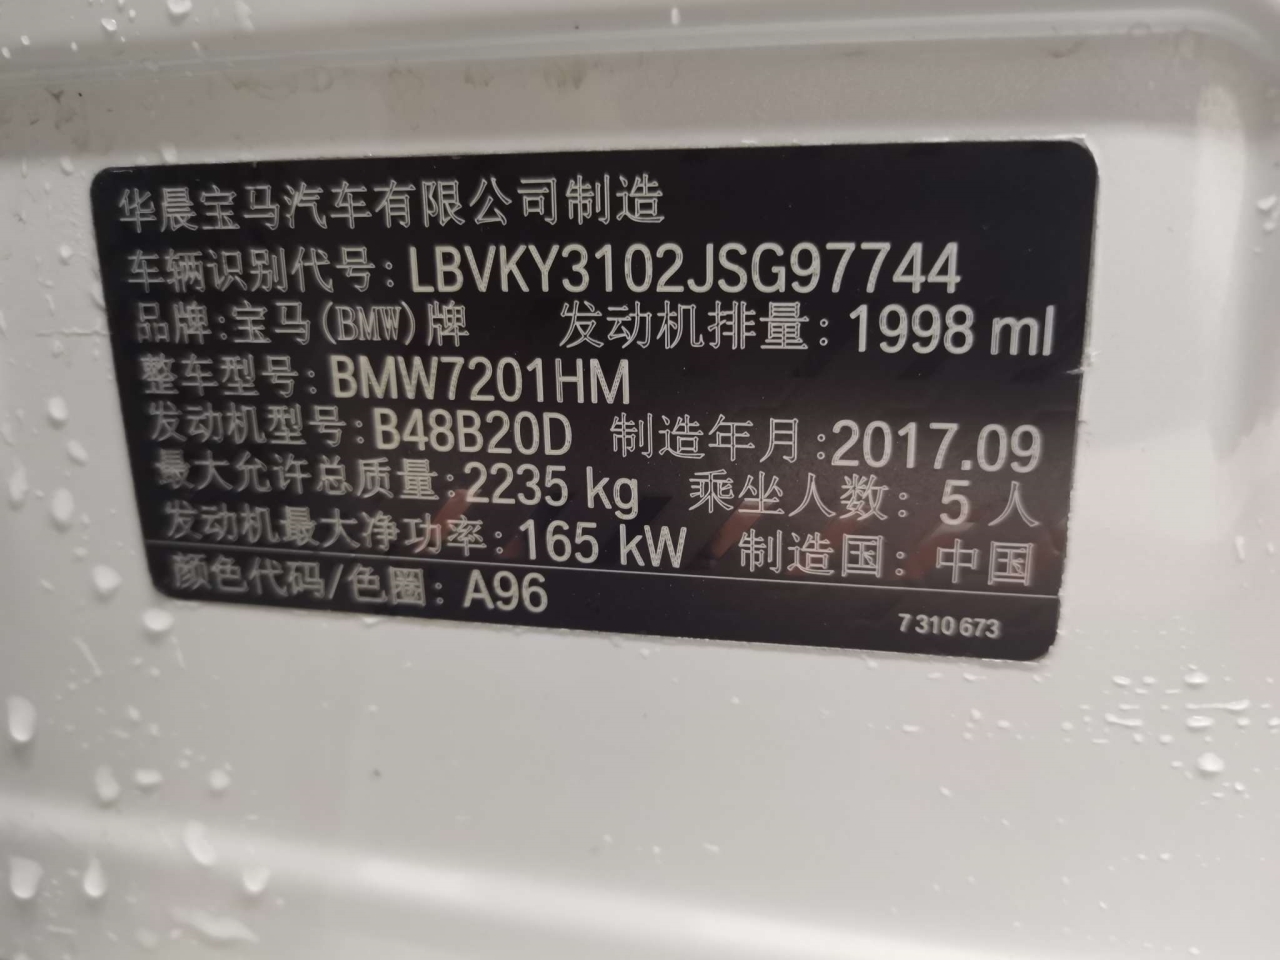 华晨宝马汽车有限公司制造
车辆识别代号: LBVKY3102JSG97744
品牌:宝马(BMW)牌 发动机排量: 1998 ml
整车型号: BMW7201HM
发动机型号: B48B20D 制造年月:2017.09
最大允许总质量:2235 kg 乘坐人数: 5 人
发动机最大净功率: 165 kW 制造国: 中国
颜色代码/色圈: A96
7 310 673